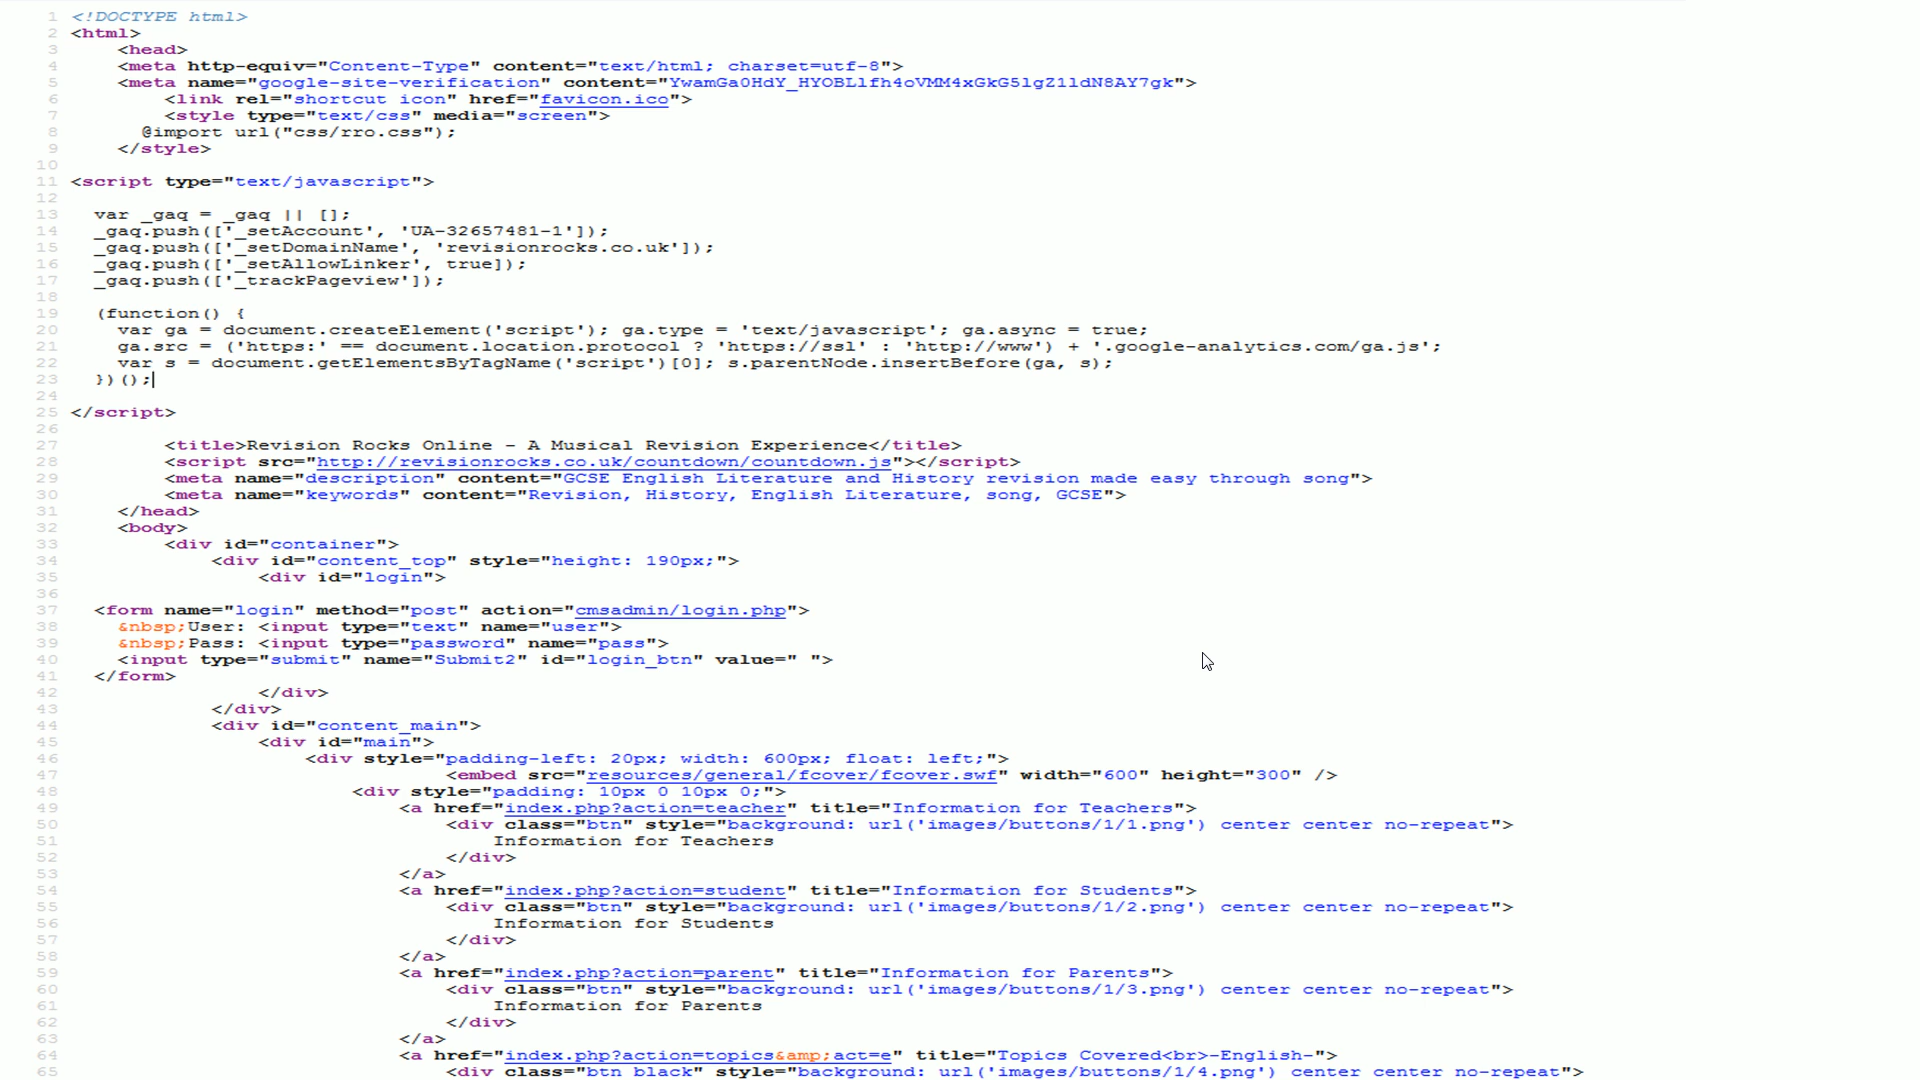 1 <!DOCTYPE html>
2 <html>
3 <head>
4 <meta http-equiv="Content-Type" content="text/html; charset=utf-8">
5 <meta name="google-site-verification" content="YwamGa0HdY_HYOBLlfh4oVMM4xGkG5lgZ1ldN8AY7gk">
6 <link rel="shortcut icon" href="favicon.ico">
7 <style type="text/css" media="screen">
8 @import url("css/rro.css");
9 </style>
10
11 <script type="text/javascript">
12
13 var _gaq = _gaq || [];
14 _gaq.push(['_setAccount', 'UA-32657481-1']);
15 _gaq.push(['_setDomainName', 'revisionrocks.co.uk']);
16 _gaq.push(['_setAllowLinker', true]);
17 _gaq.push(['_trackPageview']);
18
19 (function() {
20 var ga = document.createElement('script'); ga.type = 'text/javascript'; ga.async = true;
21 ga.src = ('https:' == document.location.protocol ? 'https://ssl' : 'http://www') + '.google-analytics.com/ga.js';
22 var s = document.getElementsByTagName('script')[0]; s.parentNode.insertBefore(ga, s);
23 })();
24
25 </script>
26
27 <title>Revision Rocks Online - A Musical Revision Experience</title>
28 <script src="http://revisionrocks.co.uk/countdown/countdown.js"></script>
29 <meta name="description" content="GCSE English Literature and History revision made easy through song">
30 <meta name="keywords" content="Revision, History, English Literature, song, GCSE">
31 </head>
32 <body>
33 <div id="container">
34 <div id="content_top" style="height: 190px;">
35 <div id="login">
36
37 <form name="login" method="post" action="cmsadmin/login.php">
38 &nbsp;User: <input type="text" name="user">
39 &nbsp;Pass: <input type="password" name="pass">
40 <input type="submit" name="Submit2" id="login_btn" value=" ">
41 </form>
42 </div>
43 </div>
44 <div id="content_main">
45 <div id="main">
46 <div style="padding-left: 20px; width: 600px; float: left;">
47 <embed src="resources/general/fcover/fcover.swf" width="600" height="300" />
48 <div style="padding: 10px 0 10px 0;">
49 <a href="index.php?action=teacher" title="Information for Teachers">
50 <div class="btn" style="background: url('images/buttons/1/1.png') center center no-repeat">
51 Information for Teachers
52 </div>
53 </a>
54 <a href="index.php?action=student" title="Information for Students">
55 <div class="btn" style="background: url('images/buttons/1/2.png') center center no-repeat">
56 Information for Students
57 </div>
58 </a>
59 <a href="index.php?action=parent" title="Information for Parents">
60 <div class="btn" style="background: url('images/buttons/1/3.png') center center no-repeat">
61 Information for Parents
62 </div>
63 </a>
64 <a href="index.php?action=topics&amp;act=e" title="Topics Covered<br>-English-">
65 <div class="btn black" style="background: url('images/buttons/1/4.png') center center no-repeat">